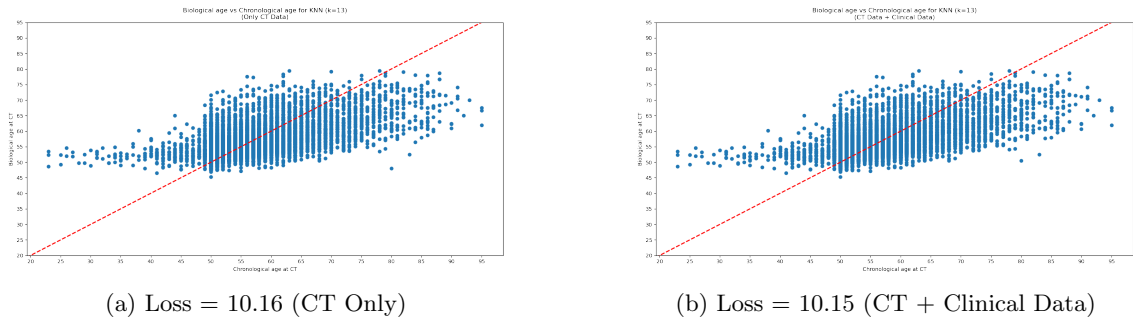 Biological age vs Chronological age for KNN (k=13)
(Only CT Data)
95
90
85
80
75
70
65
60
55
50
45
40
35
30
25
20
Biological age at CT
20 25 30 35 40 45 50 55 60 65 70 75 80 85 90 95
Chronological age at CT
(a) Loss = 10.16 (CT Only)
Biological age vs Chronological age for KNN (k=13)
(CT Data + Clinical Data)
95
90
85
80
75
70
65
60
55
50
45
40
35
30
25
20
Biological age at CT
20 25 30 35 40 45 50 55 60 65 70 75 80 85 90 95
Chronological age at CT
(b) Loss = 10.15 (CT + Clinical Data)